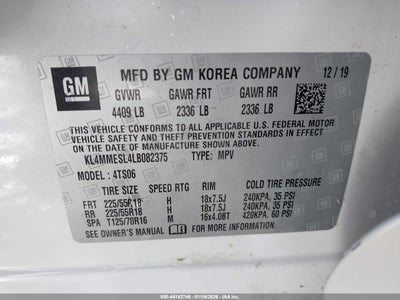 GM
MFD BY GM KOREA COMPANY 12/19
GVWR GAWR FRT GAWR RR
4409 LB 2336 LB 2336 LB
THIS VEHICLE CONFORMS TO ALL APPLICABLE U.S. FEDERAL MOTOR
VEHICLE SAFETY AND THEFT PREVENTION STANDARDS IN
EFFECT ON THE DATE OF MANUFACTURE SHOWN ABOVE.
KL4MMESL4LB082375 TYPE: MPV
MODEL: 4TS06
TIRE SIZE SPEED RTG RIM COLD TIRE PRESSURE
FRT 225/55R18 H 18x7.5J 240KPA, 35 PSI
RR 225/55R18 H 18x7.5J 240KPA, 35 PSI
SPA T125/70R16 M 16x4.0BT 420KPA, 60 PSI
SEE OWNER'S MANUAL FOR MORE INFORMATION.